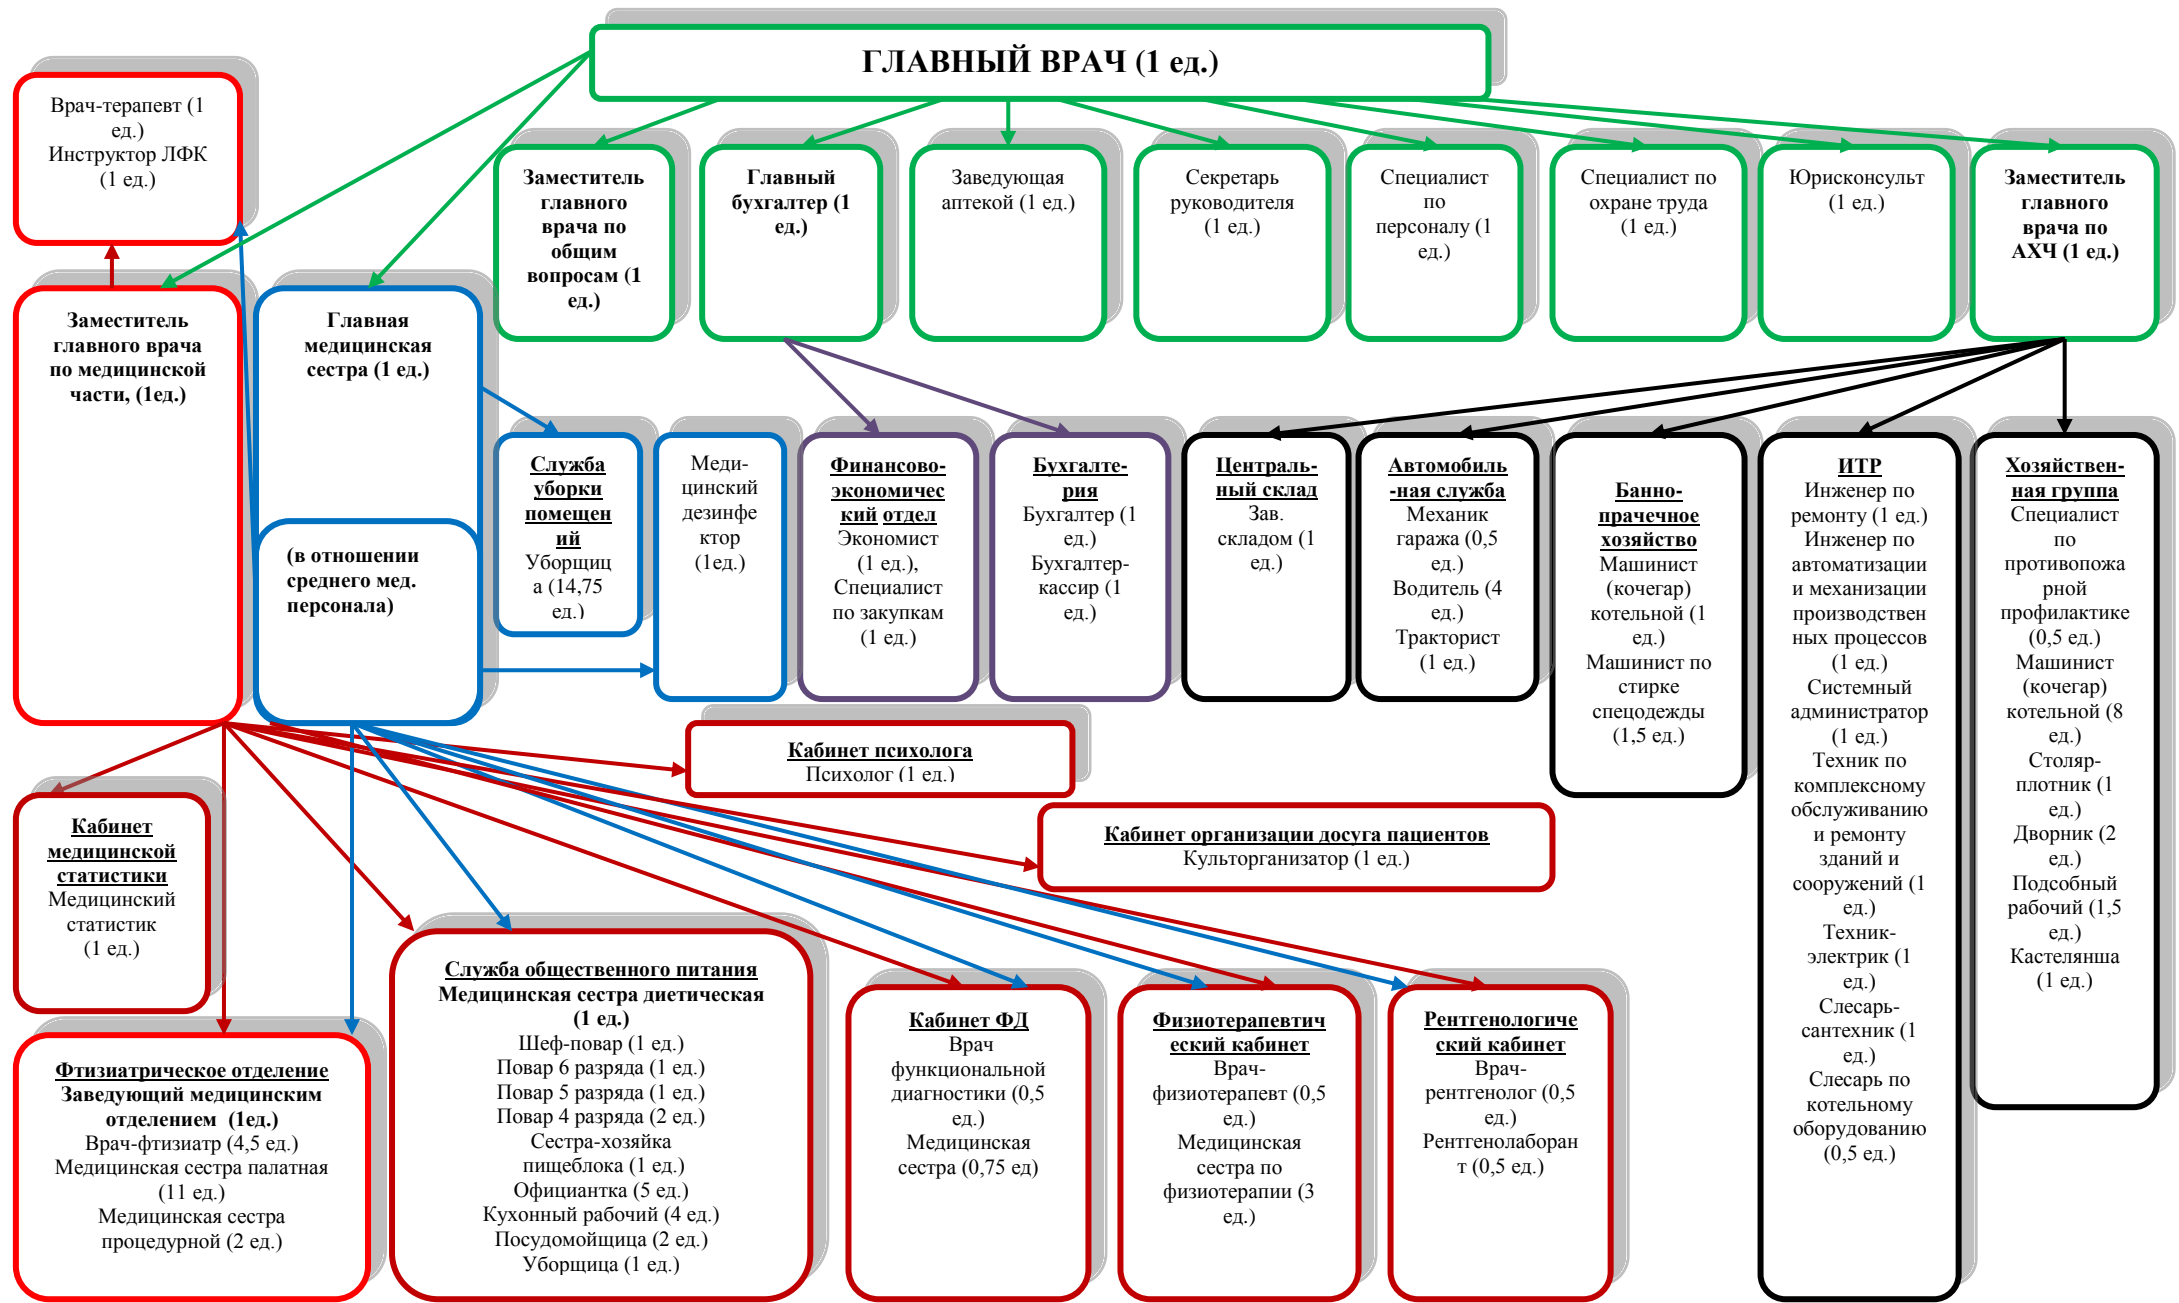 ГЛАВНЫЙ ВРАЧ (1 ед.)
Врач-терапевт (1
ед.)
Инструктор ЛФК
(1 ед.)
Заместитель
главного
врача по
общим
вопросам (1
ед.)
Главный
бухгалтер (1
ед.)
Заведующая
аптекой (1 ед.)
Секретарь
руководителя
(1 ед.)
Специалист
по
персоналу (1
ед.)
Специалист по
охране труда
(1 ед.)
Юрисконсульт
(1 ед.)
Заместитель
главного
врача по
АХЧ (1 ед.)
Заместитель
главного врача
по медицинской
части, (1ед.)
Главная
медицинская
сестра (1 ед.)
(в отношении
среднего мед.
персонала)
Служба
уборки
помещен
ий
Уборщиц
а (14,75
ед.)
Меди-
цинский
дезинфе
ктор
(1ед.)
Финансово-
экономичес
кий отдел
Экономист
(1 ед.),
Специалист
по закупкам
(1 ед.)
Бухгалте-
рия
Бухгалтер (1
ед.)
Бухгалтер-
кассир (1
ед.)
Централь-
ный склад
Зав.
складом (1
ед.)
Автомобиль
-ная служба
Механик
гаража (0,5
ед.)
Водитель (4
ед.)
Тракторист
(1 ед.)
Банно-
прачечное
хозяйство
Машинист
(кочегар)
котельной (1
ед.)
Машинист по
стирке
спецодежды
(1,5 ед.)
ИТР
Инженер по
ремонту (1 ед.)
Инженер по
автоматизации
и механизации
производствен
ных процессов
(1 ед.)
Системный
администратор
(1 ед.)
Техник по
комплексному
обслуживанию
и ремонту
зданий и
сооружений (1
ед.)
Техник-
электрик (1
ед.)
Слесарь-
сантехник (1
ед.)
Слесарь по
котельному
оборудованию
(0,5 ед.)
Хозяйствен-
ная группа
Специалист
по
противопожа
рной
профилактике
(0,5 ед.)
Машинист
(кочегар)
котельной (8
ед.)
Столяр-
плотник (1
ед.)
Дворник (2
ед.)
Подсобный
рабочий (1,5
ед.)
Кастелянша
(1 ед.)
Кабинет психолога
Психолог (1 ед.)
Кабинет организации досуга пациентов
Культорганизатор (1 ед.)
Кабинет
медицинской
статистики
Медицинский
статистик
(1 ед.)
Фтизиатрическое отделение
Заведующий медицинским
отделением (1ед.)
Врач-фтизиатр (4,5 ед.)
Медицинская сестра палатная
(11 ед.)
Медицинская сестра
процедурной (2 ед.)
Служба общественного питания
Медицинская сестра диетическая
(1 ед.)
Шеф-повар (1 ед.)
Повар 6 разряда (1 ед.)
Повар 5 разряда (1 ед.)
Повар 4 разряда (2 ед.)
Сестра-хозяйка
пищеблока (1 ед.)
Официантка (5 ед.)
Кухонный рабочий (4 ед.)
Посудомойщица (2 ед.)
Уборщица (1 ед.)
Кабинет ФД
Врач
функциональной
диагностики (0,5
ед.)
Медицинская
сестра (0,75 ед)
Физиотерапевтич
еский кабинет
Врач-
физиотерапевт (0,5
ед.)
Медицинская
сестра по
физиотерапии (3
ед.)
Рентгенологиче
ский кабинет
Врач-
рентгенолог (0,5
ед.)
Рентгенолаборан
т (0,5 ед.)